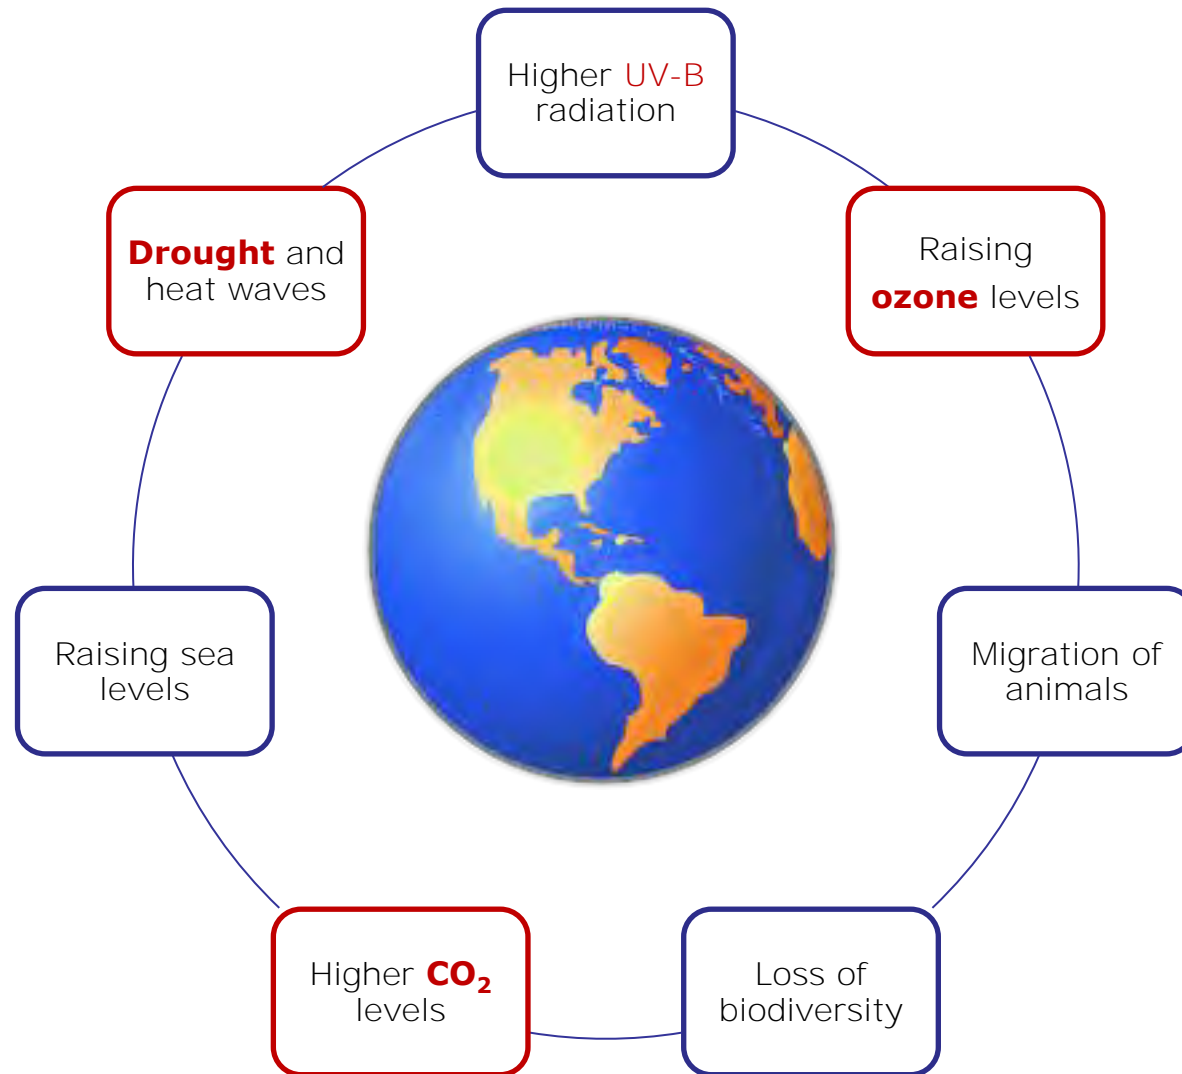 Higher UV-B
radiation
Drought and
heat waves
Raising
ozone levels
Raising sea
levels
Migration of
animals
Higher CO₂
levels
Loss of
biodiversity